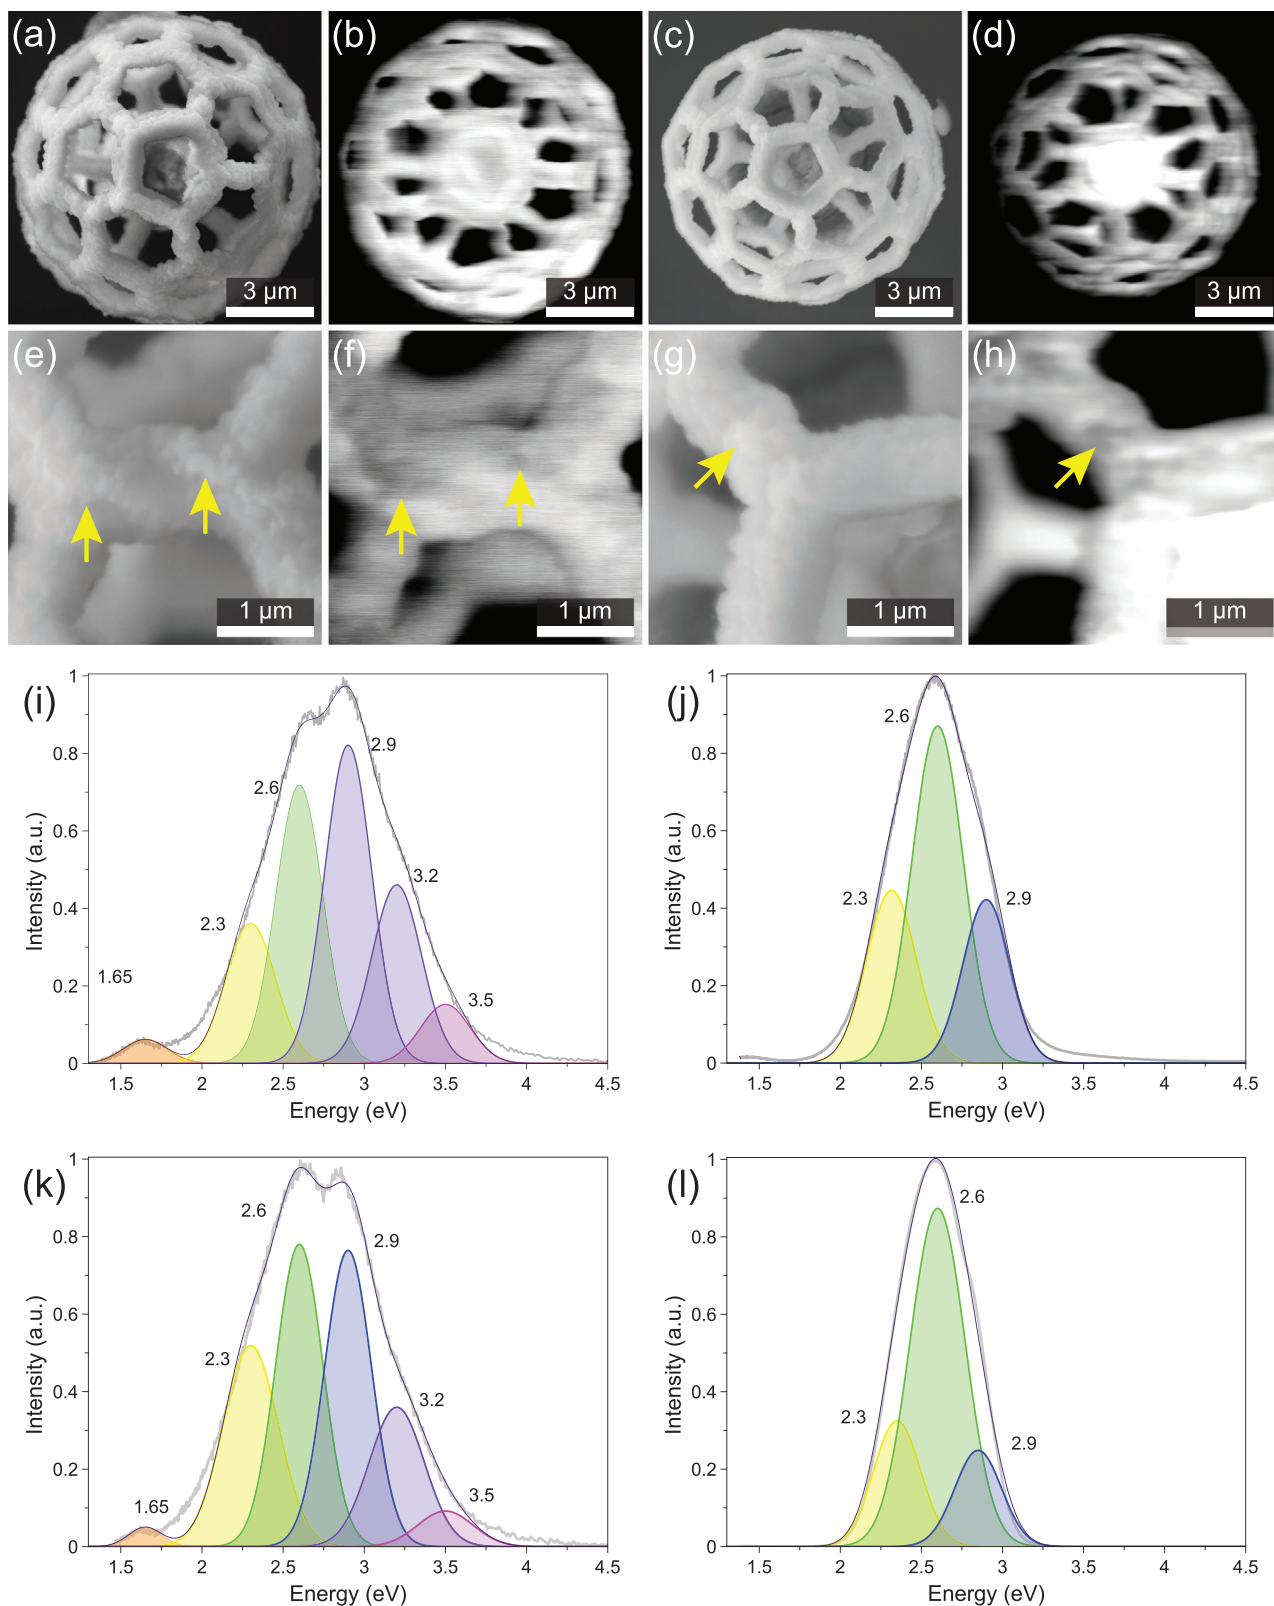 (a) (b) (c) (d)
3 µm 3 µm 3 µm 3 µm
(e) (f) (g) (h)
1 µm 1 µm 1 µm 1 µm
(i)
1
0.8
0.6
0.4
0.2
0
Intensity (a.u.)
1.65
2.3
2.6
2.9
3.2
3.5
1.5 2 2.5 3 3.5 4 4.5
Energy (eV)
(j)
1
0.8
0.6
0.4
0.2
0
Intensity (a.u.)
2.3
2.6
2.9
1.5 2 2.5 3 3.5 4 4.5
Energy (eV)
(k)
1
0.8
0.6
0.4
0.2
0
Intensity (a.u.)
1.65
2.3
2.6
2.9
3.2
3.5
1.5 2 2.5 3 3.5 4 4.5
Energy (eV)
(l)
1
0.8
0.6
0.4
0.2
0
Intensity (a.u.)
2.3
2.6
2.9
1.5 2 2.5 3 3.5 4 4.5
Energy (eV)